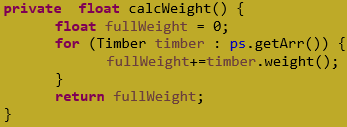 private  float calcWeight() {
float fullWeight = 0;
for (Timber timber : ps.getArr()) {
fullWeight+=timber.weight();
}
return fullWeight;
}